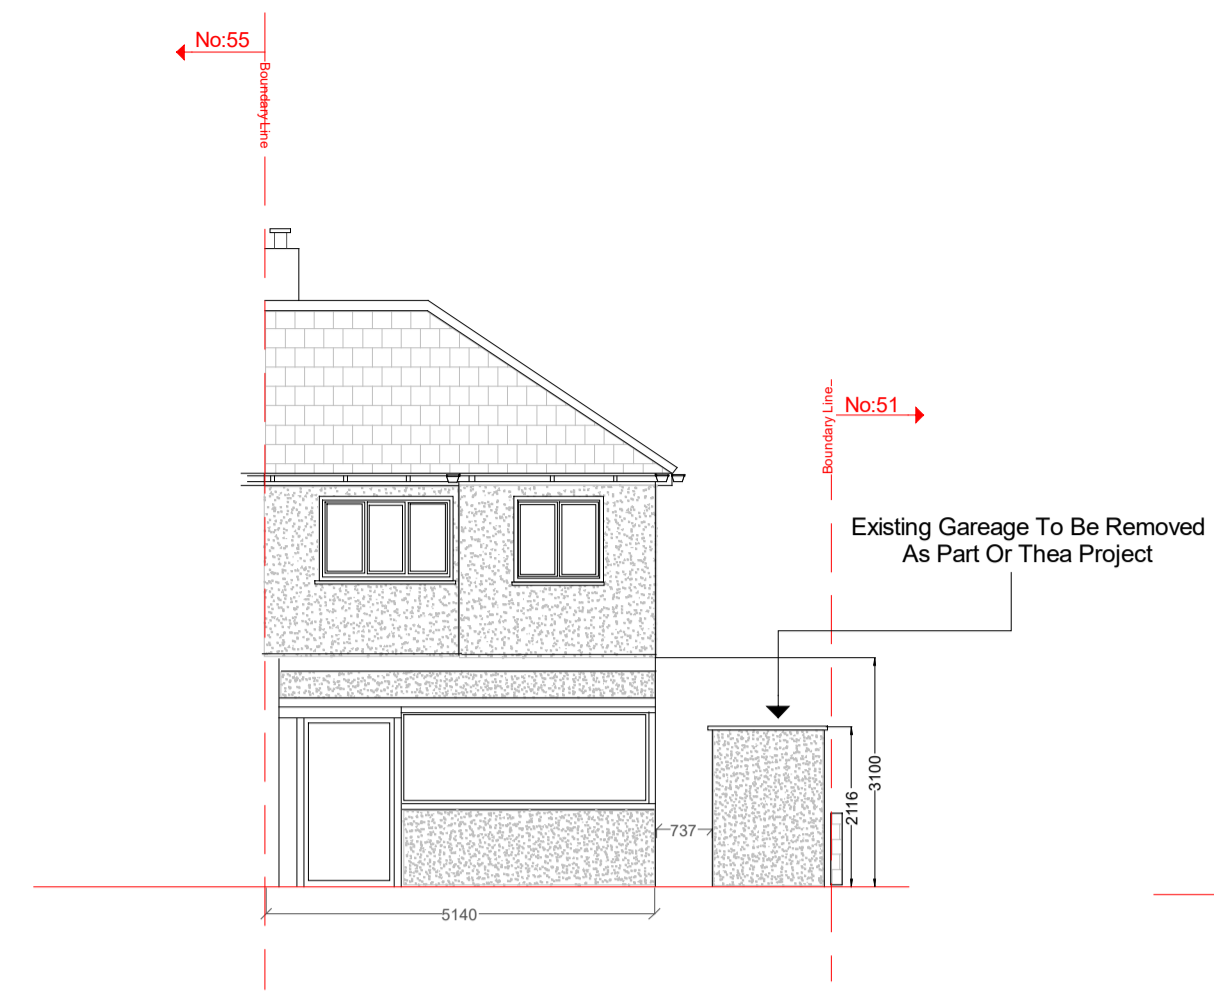 No:55
Boundary Line
Boundary Line
No:51
Existing Gareage To Be Removed
As Part Or Thea Project
3100
2116
737
5140